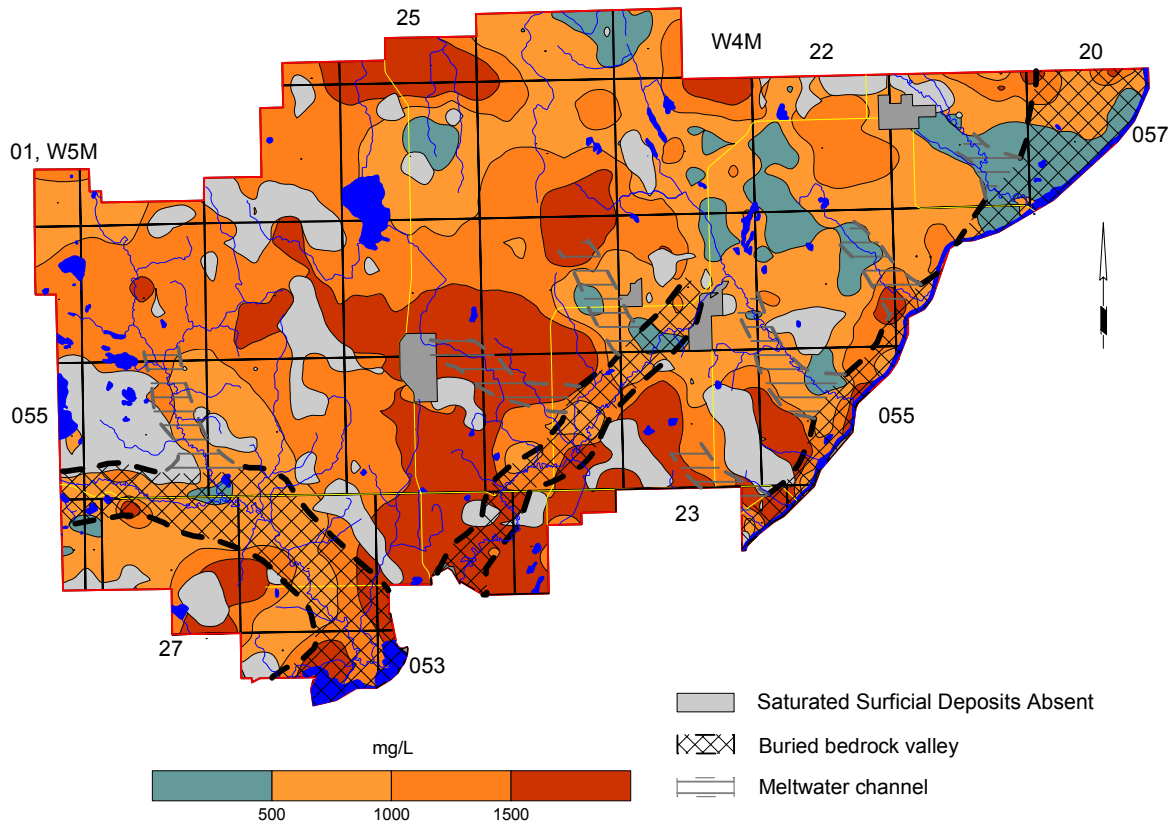 25
W4M
22
20
057
01, W5M
055
055
23
27
053
Saturated Surficial Deposits Absent
mg/L
Buried bedrock valley
Meltwater channel
500 1000 1500